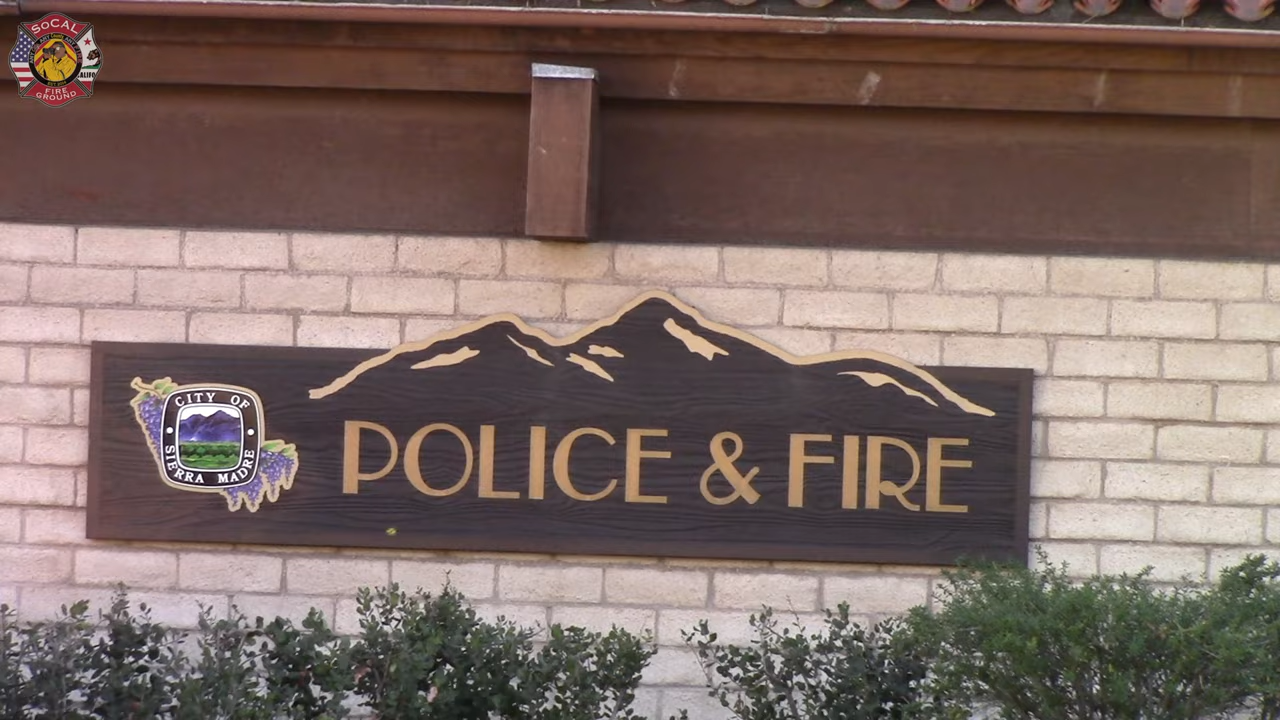 SOCAL
FIRE
GROUND
CITY OF
SIERRA MADRE
POLICE & FIRE